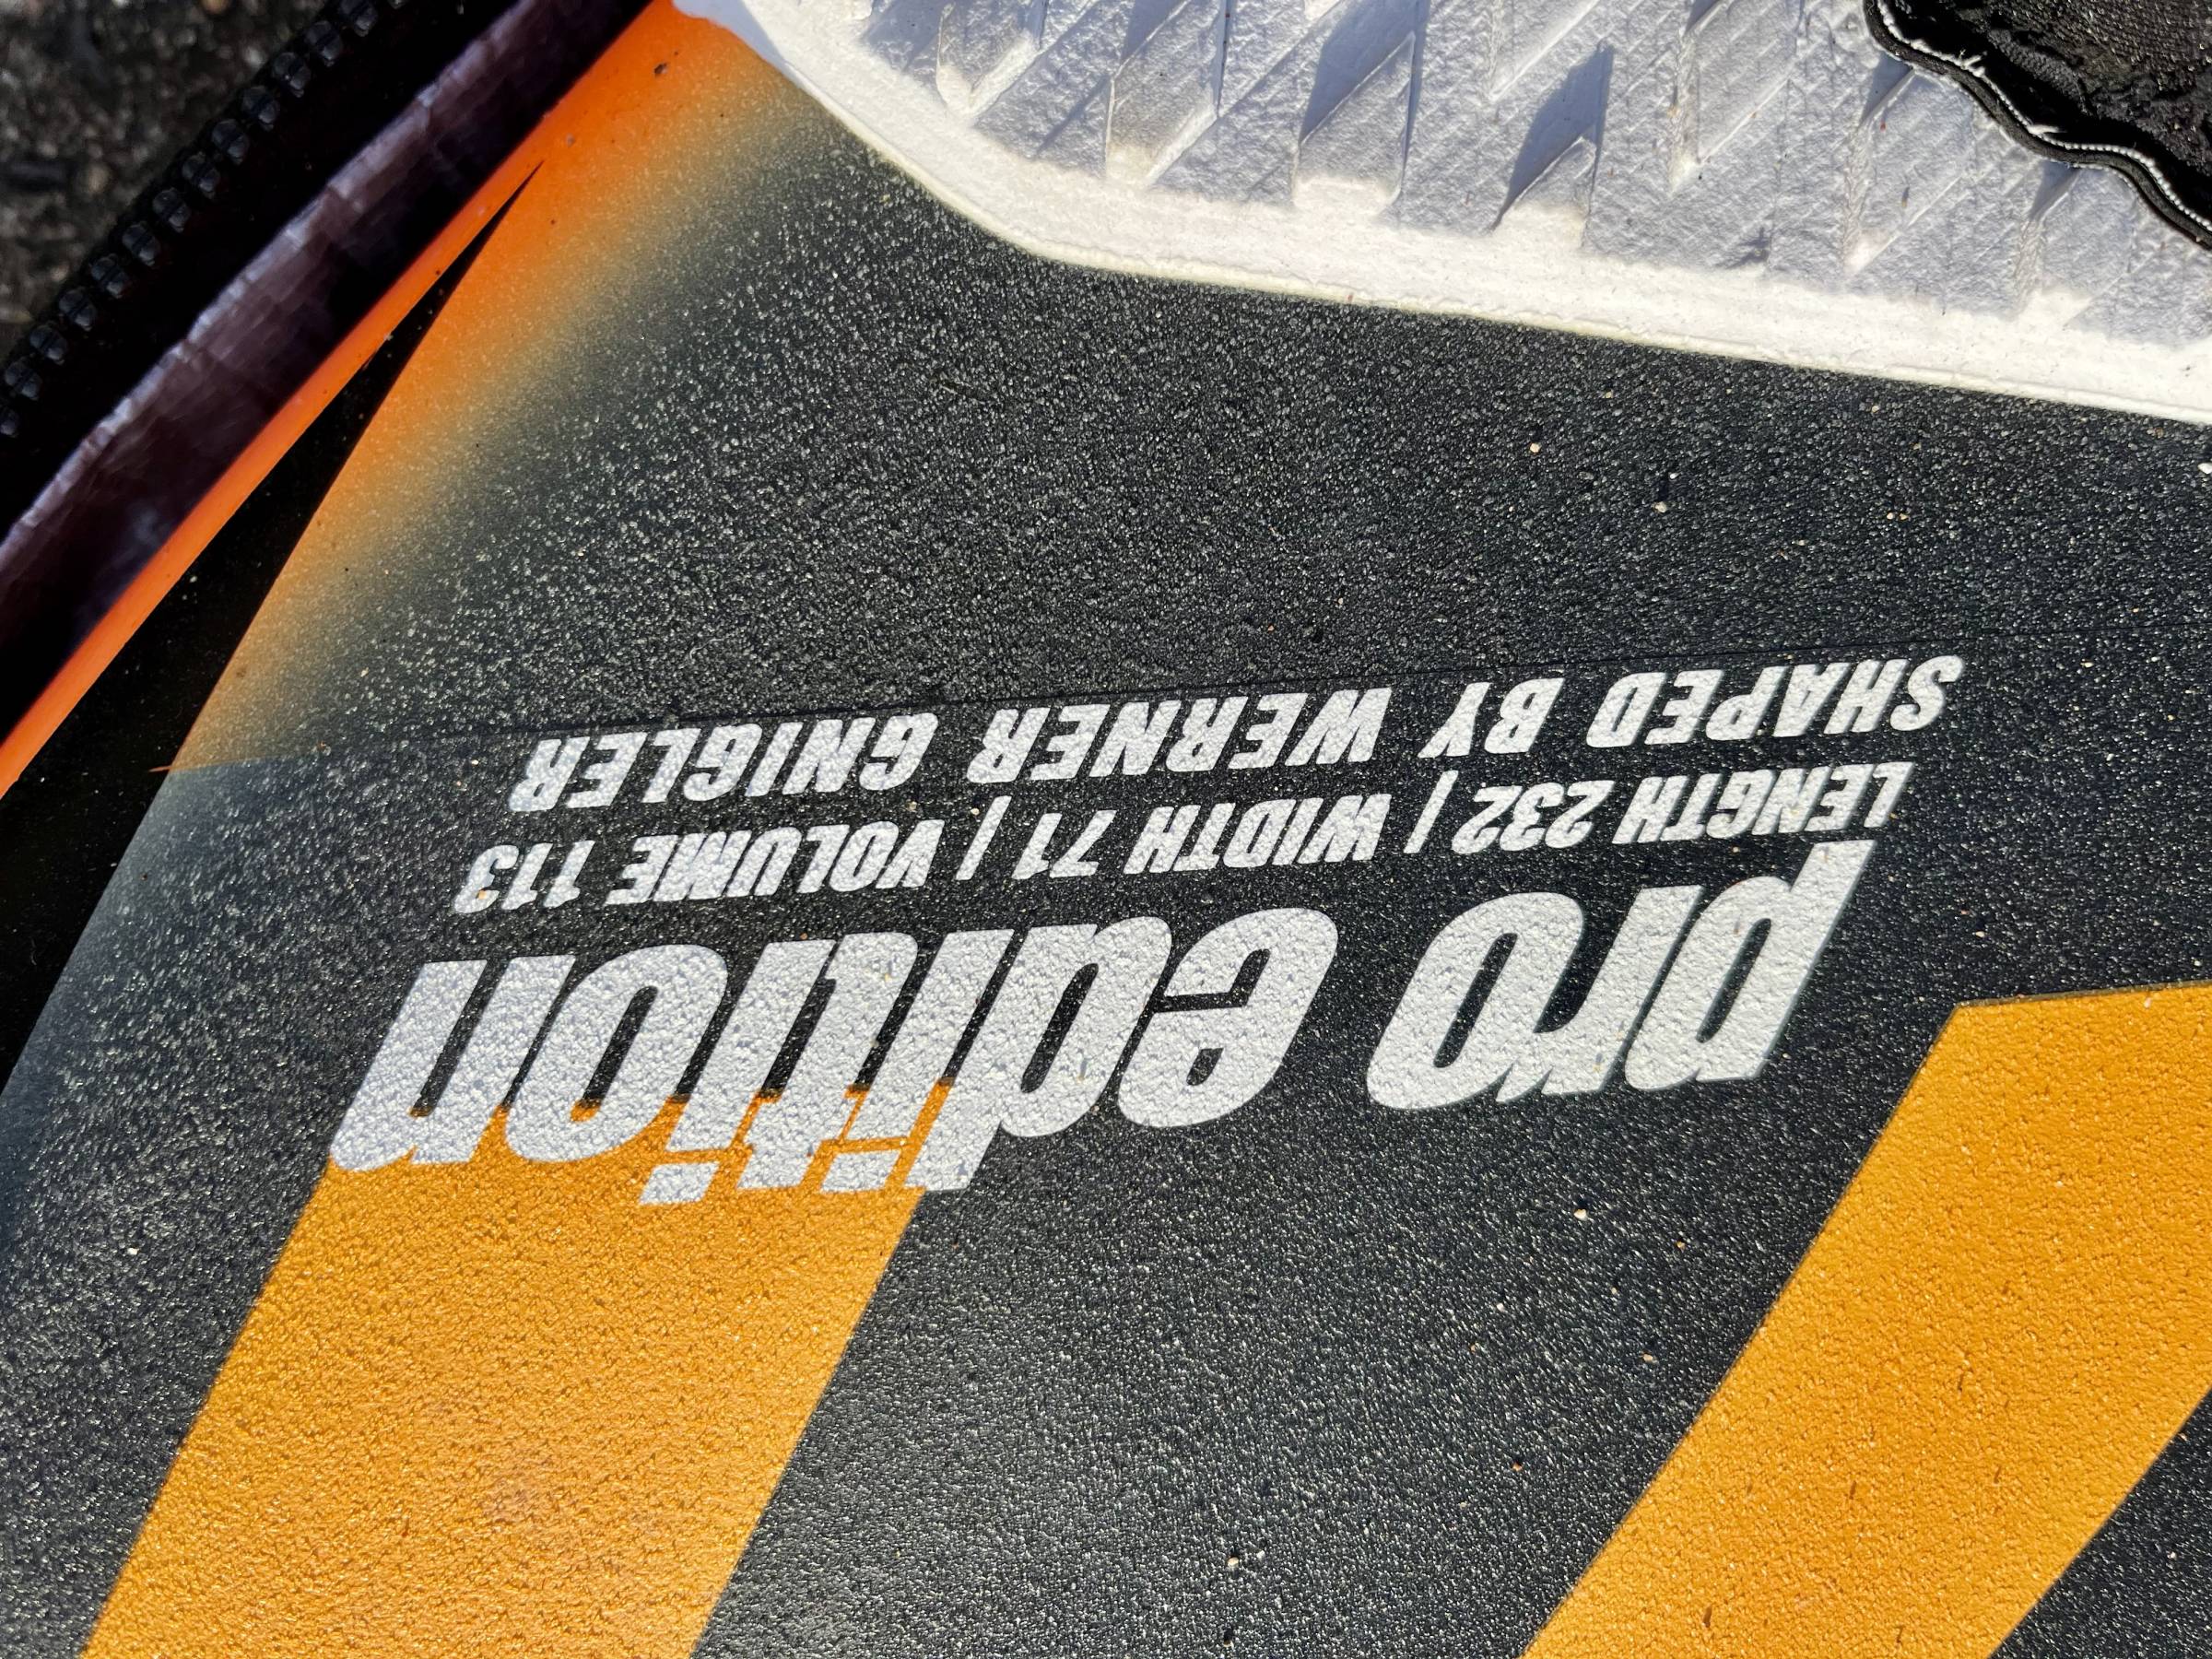 pro edition
LENGTH 232 | WIDTH 71 | VOLUME 113
SHAPED BY WERNER GNIGLER